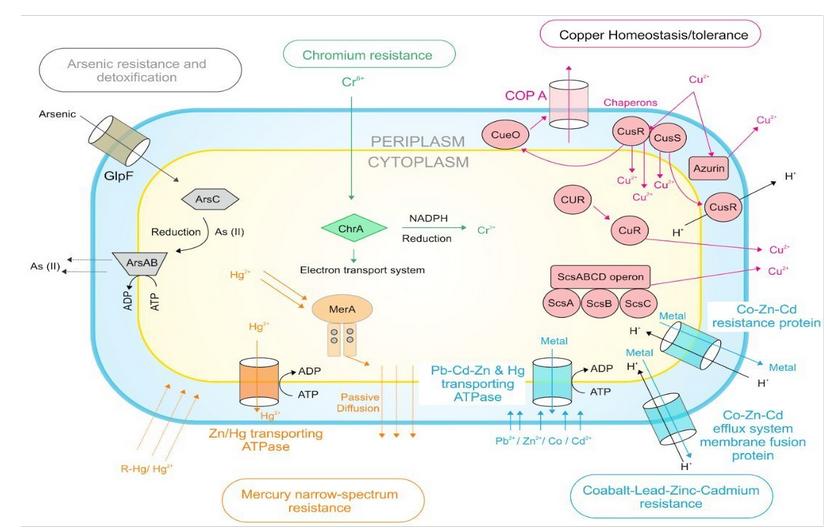 Copper Homeostasis/tolerance
Arsenic resistance and
detoxification
Chromium resistance
Cr⁶⁺
Cu²⁺
COP A
Chaperons
Arsenic
CueO
CusR
CusS
Cu²⁺
PERIPLASM
CYTOPLASM
Azurin
GlpF
Cu²⁺
Cu²⁺
Cu²⁺
H⁺
ArsC
CUR
CusR
Reduction
As (II)
ChrA
NADPH
Reduction
Cr³⁺
CuR
H⁺
Cu²⁺
As (II)
ArsAB
Electron transport system
Hg²⁺
ScsABCD operon
Cu²⁺
ADP
ATP
MerA
ScsA
ScsB
ScsC
Co-Zn-Cd
resistance protein
Metal
H⁺
Hg²⁺
Metal
Metal
Metal
H⁺
H⁺
ADP
ATP
Pb-Cd-Zn & Hg
transporting
ATPase
ADP
ATP
Passive
Diffusion
Hg²⁺
Zn/Hg transporting
ATPase
Pb²⁺/ Zn²⁺/ Co / Cd²⁺
Co-Zn-Cd
efflux system
membrane fusion
protein
H⁺
R-Hg/ Hg²⁺
Mercury narrow-spectrum
resistance
Coabalt-Lead-Zinc-Cadmium
resistance